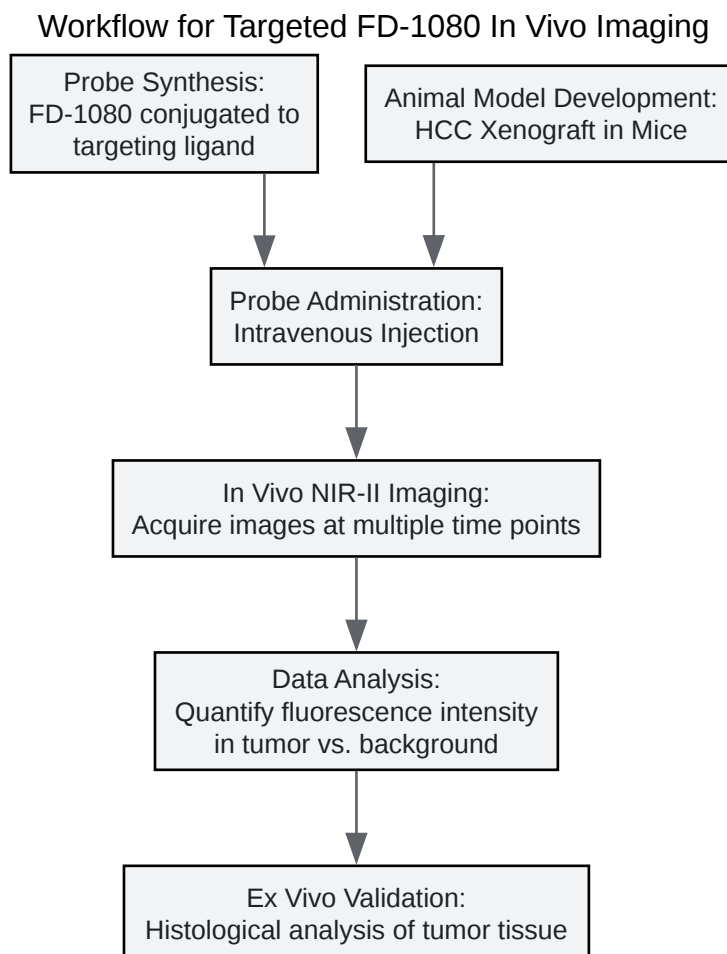 Workflow for Targeted FD-1080 In Vivo Imaging
Probe Synthesis:
FD-1080 conjugated to
targeting ligand
Animal Model Development:
HCC Xenograft in Mice
Probe Administration:
Intravenous Injection
In Vivo NIR-II Imaging:
Acquire images at multiple time points
Data Analysis:
Quantify fluorescence intensity
in tumor vs. background
Ex Vivo Validation:
Histological analysis of tumor tissue